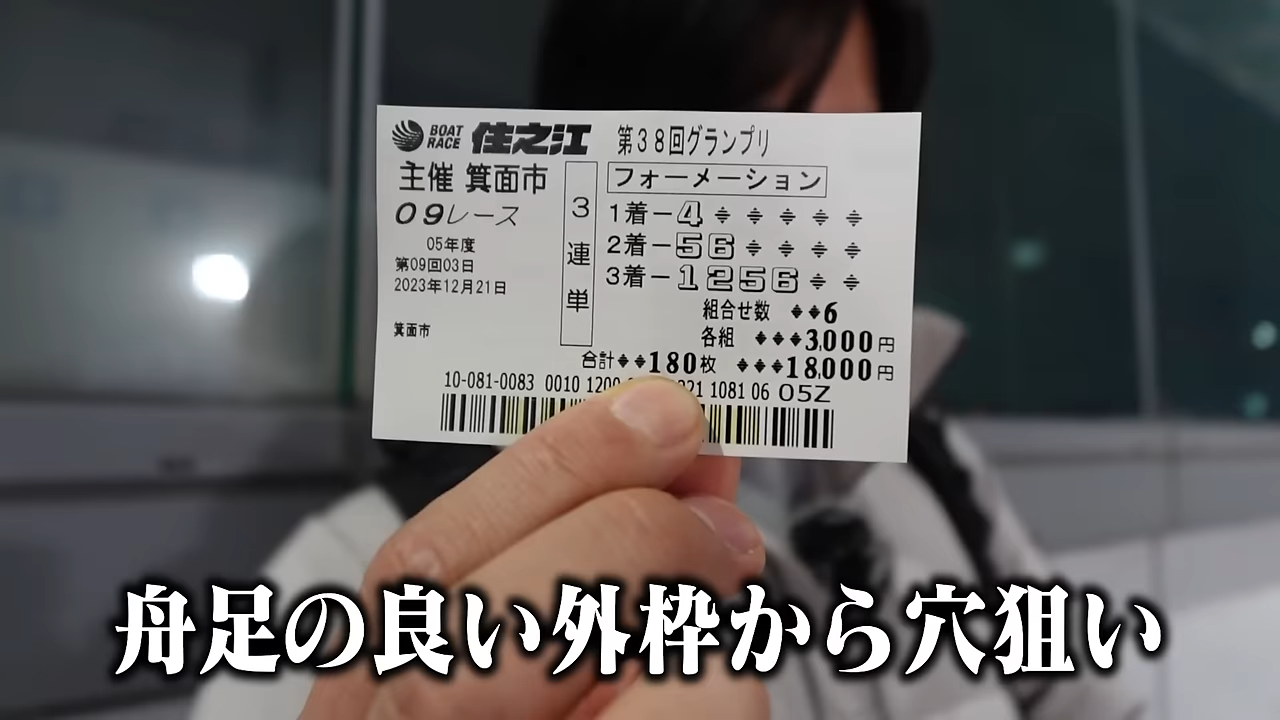 BOAT RACE 住之江 第38回グランプリ
主催 箕面市
09レース
05年度
第09回03日
2023年12月21日
箕面市
3連単
フォーメーション
1着－4
2着－56
3着－1256
組合せ数 6
各組 3,000円
合計 180枚 18,000円
10-081-0083 0010 1200 21 1081 06 05Z
舟足の良い外枠から穴狙い